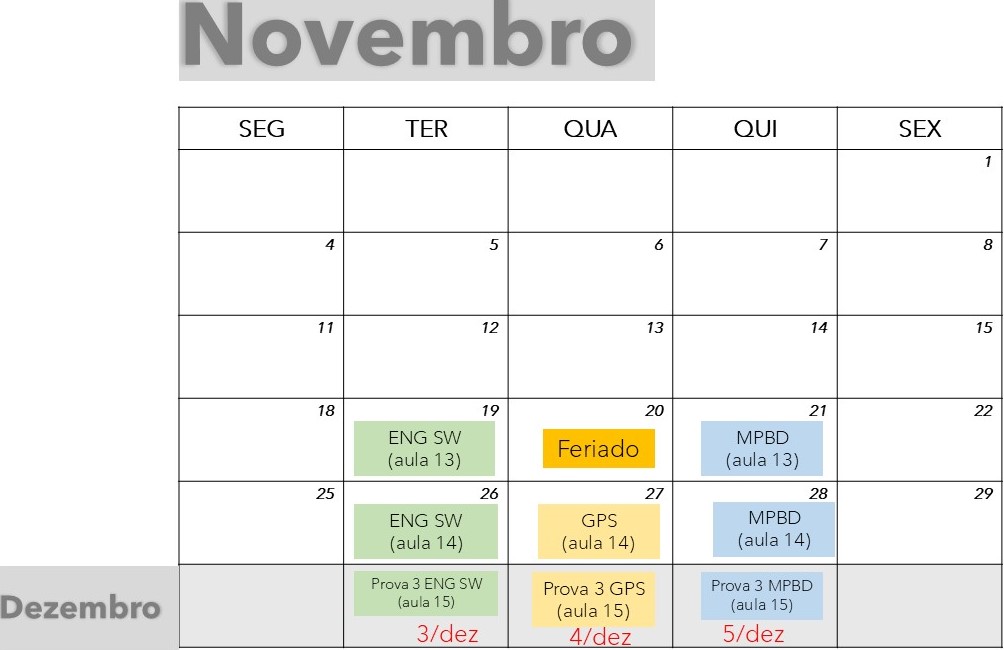 Novembro
SEG TER QUA QUI SEX
1
4 5 6 7 8
11 12 13 14 15
18 19 20 21 22
ENG SW
(aula 13)
Feriado
MPBD
(aula 13)
25 26 27 28 29
ENG SW
(aula 14)
GPS
(aula 14)
MPBD
(aula 14)
Dezembro
Prova 3 ENG SW
(aula 15)
3/dez
Prova 3 GPS
(aula 15)
4/dez
Prova 3 MPBD
(aula 15)
5/dez